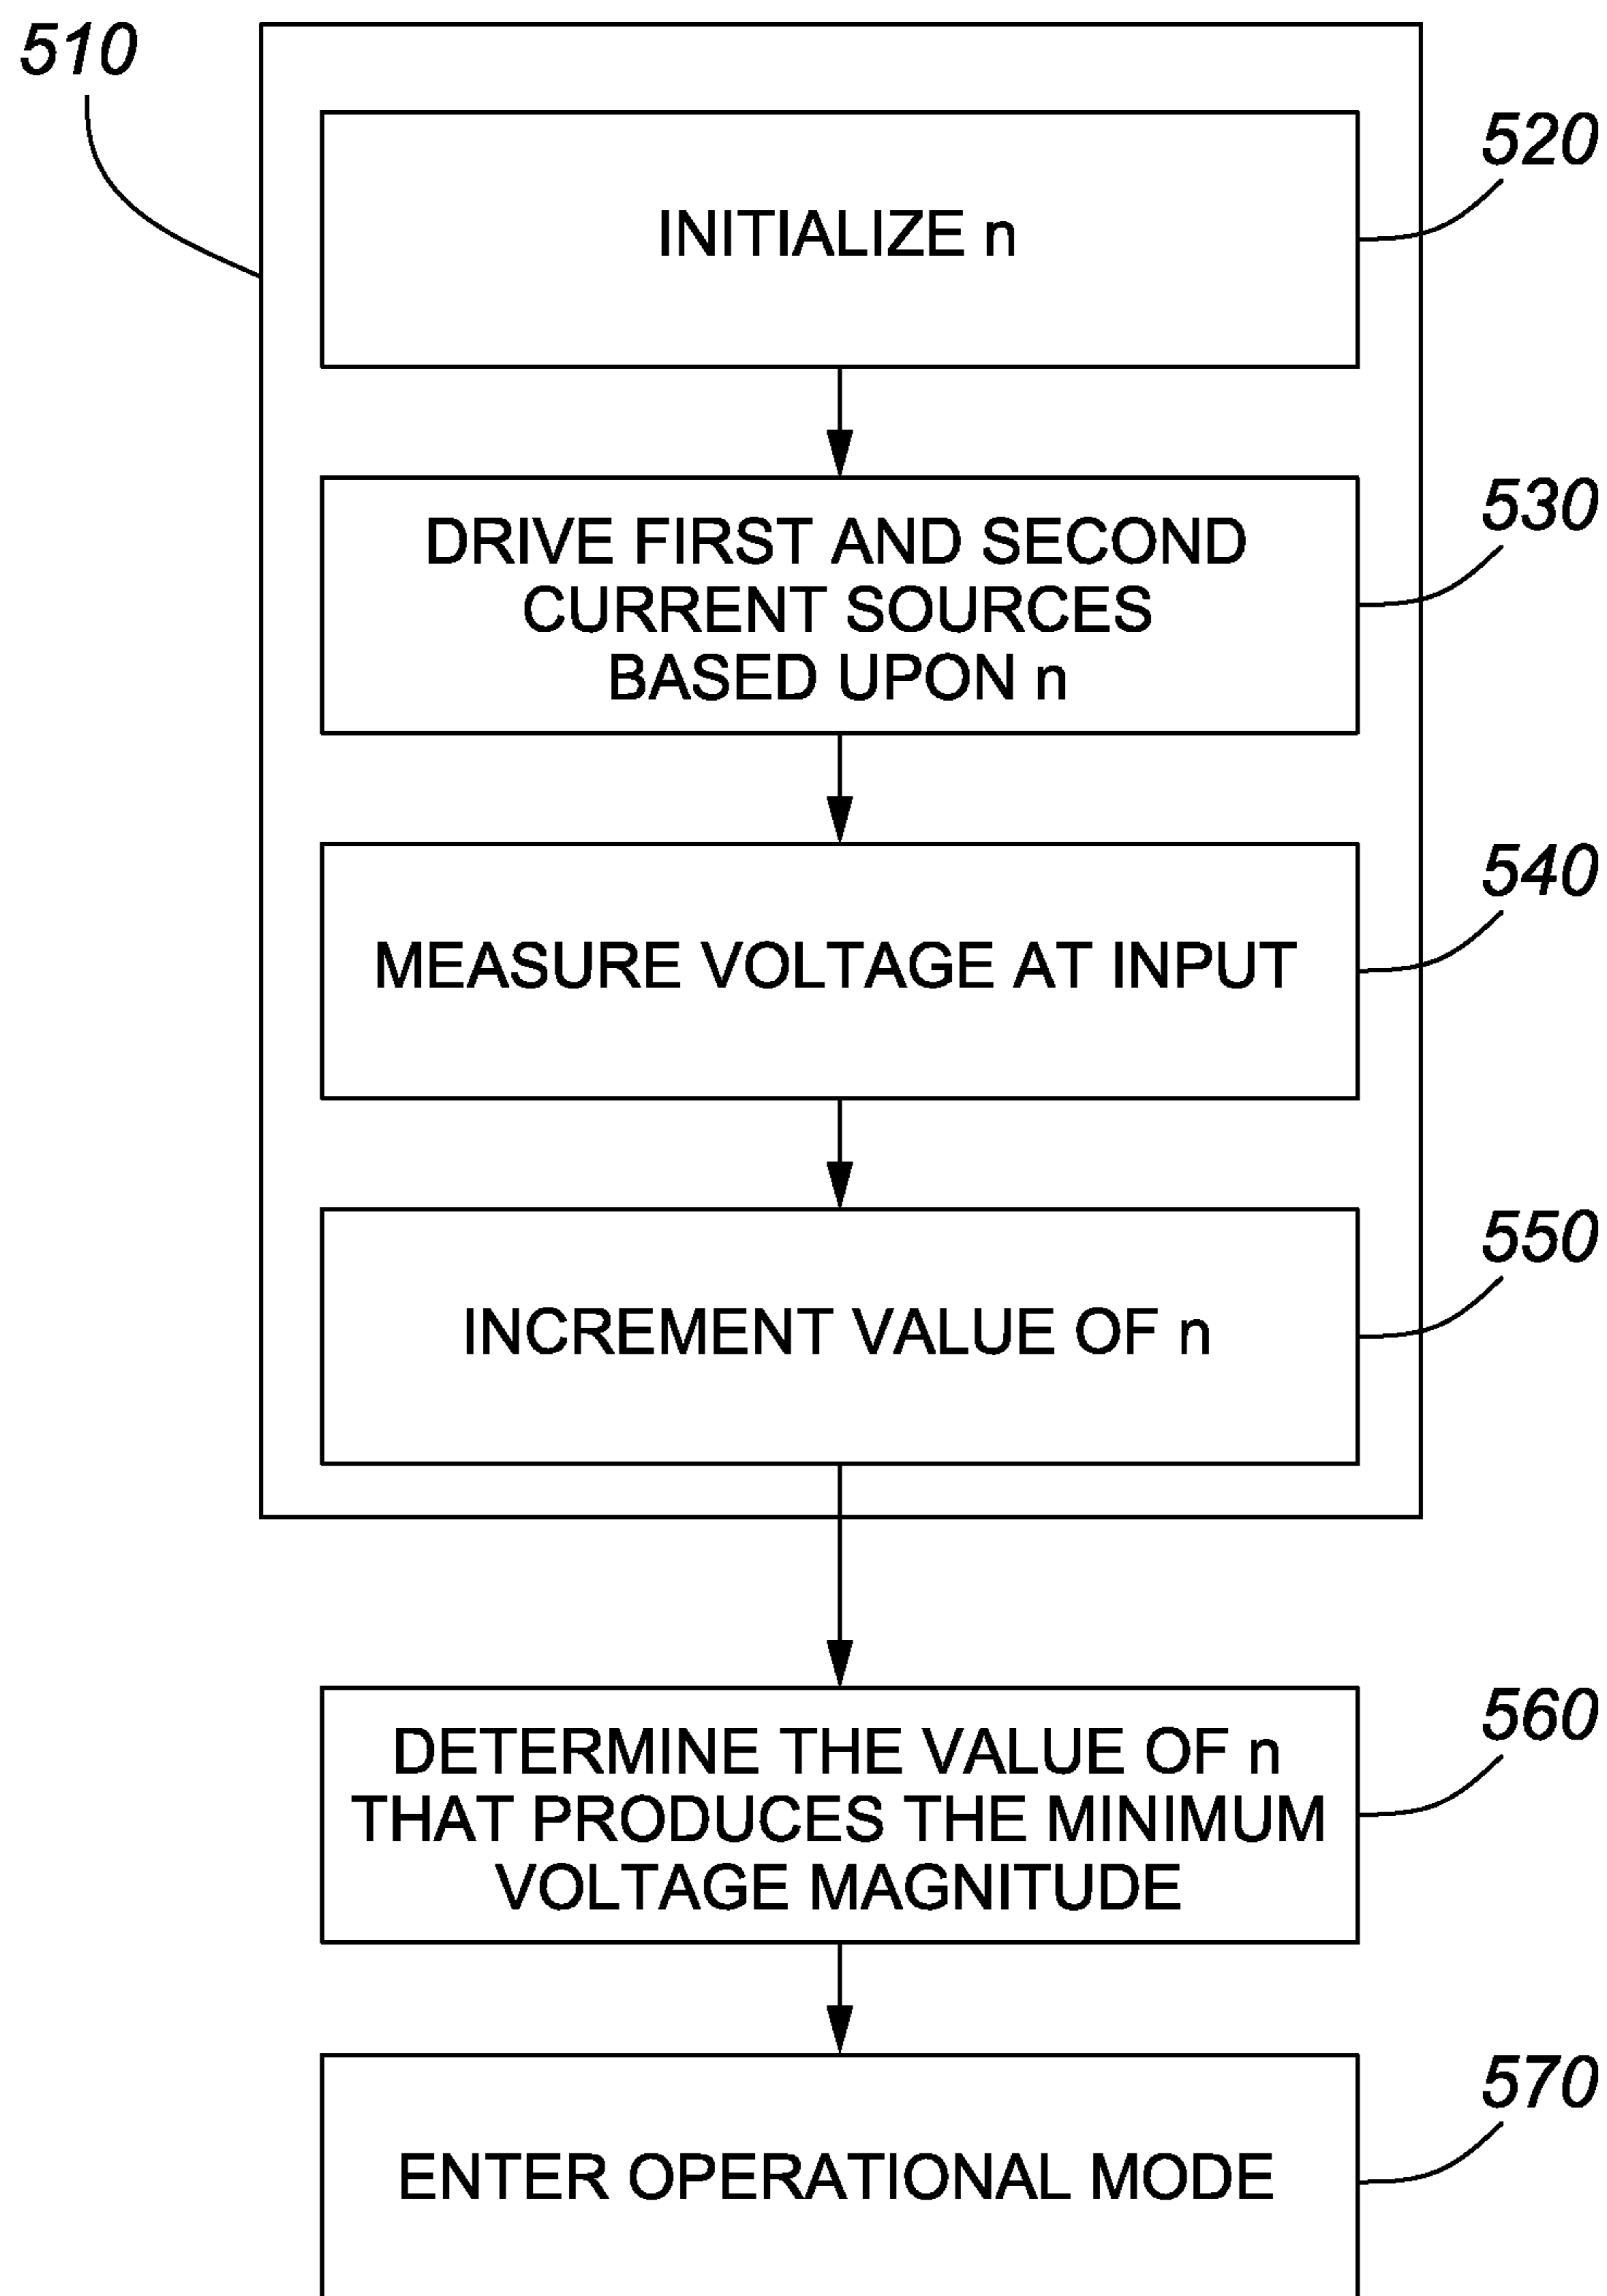 510
520
INITIALIZE n
530
DRIVE FIRST AND SECOND
CURRENT SOURCES
BASED UPON n
540
MEASURE VOLTAGE AT INPUT
550
INCREMENT VALUE OF n
560
DETERMINE THE VALUE OF n
THAT PRODUCES THE MINIMUM
VOLTAGE MAGNITUDE
570
ENTER OPERATIONAL MODE